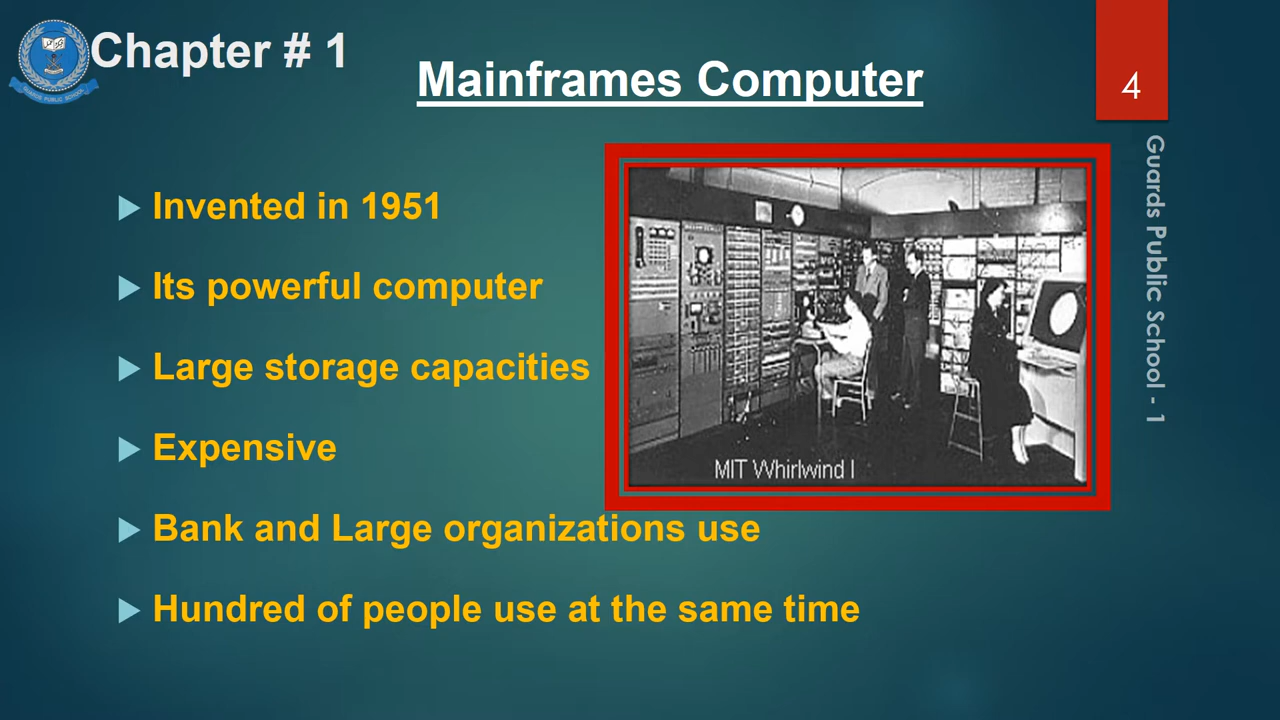 Chapter # 1
Mainframes Computer
4
Invented in 1951
Its powerful computer
Large storage capacities
Expensive
Bank and Large organizations use
Hundred of people use at the same time
MIT Whirlwind I
Guards Public School - 1